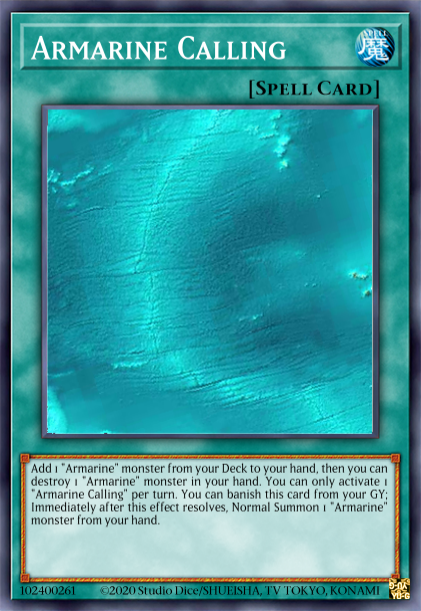 Armarine Calling
SPELL
魔
[Spell Card]
Add 1 "Armarine" monster from your Deck to your hand, then you can
destroy 1 "Armarine" monster in your hand. You can only activate 1
"Armarine Calling" per turn. You can banish this card from your GY;
Immediately after this effect resolves, Normal Summon 1 "Armarine"
monster from your hand.
102400261 ©2020 Studio Dice/SHUEISHA, TV TOKYO, KONAMI